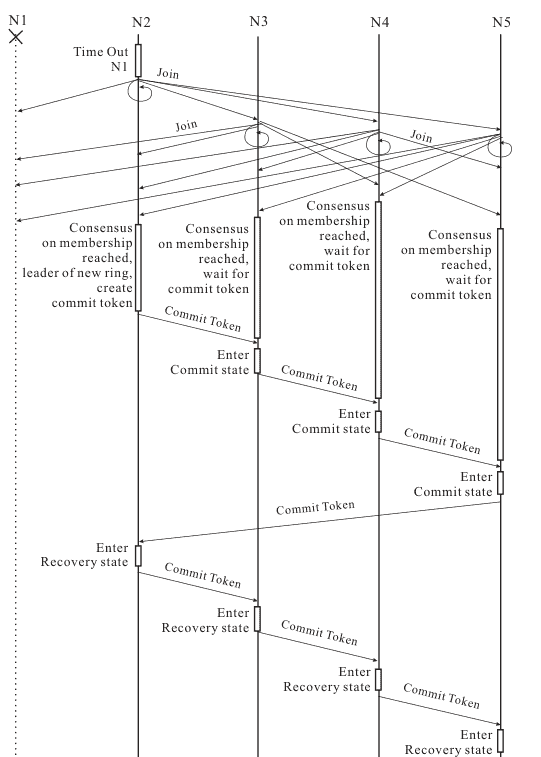 N1
N2
N3
N4
N5
Time Out
N1
Join
Join
Join
Consensus
on membership
reached,
leader of new ring,
create
commit token
Consensus
on membership
reached,
wait for
commit token
Consensus
on membership
reached,
wait for
commit token
Consensus
on membership
reached,
wait for
commit token
Commit Token
Enter
Commit state
Commit Token
Enter
Commit state
Commit Token
Enter
Commit state
Commit Token
Enter
Recovery state
Commit Token
Enter
Recovery state
Commit Token
Enter
Recovery state
Commit Token
Enter
Recovery state